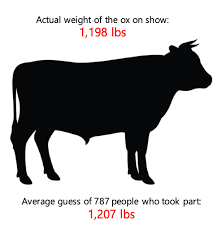 Actual weight of the ox on show:
1,198 lbs
Average guess of 787 people who took part:
1,207 lbs